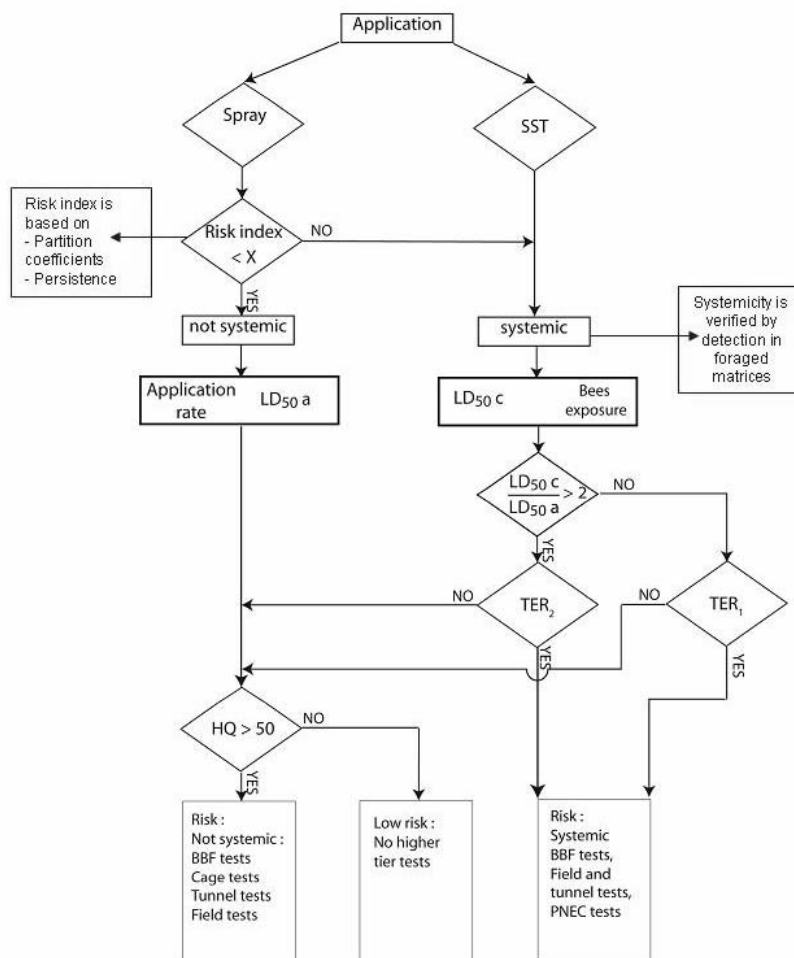 Application
Spray
SST
Risk index is
based on
- Partition
coefficients
- Persistence
Risk index
< X
NO
YES
not systemic
systemic
Systemicity is
verified by
detection in
foraged
matrices
Application
rate
LD50 a
LD50 c
Bees
exposure
LD50 c
LD50 a
> 2
NO
YES
NO
TER2
NO
TER1
YES
YES
HQ > 50
NO
YES
Risk :
Not systemic :
BBF tests
Cage tests
Tunnel tests
Field tests
Low risk :
No higher
tier tests
Risk :
Systemic
BBF tests,
Field and
tunnel tests,
PNEC tests